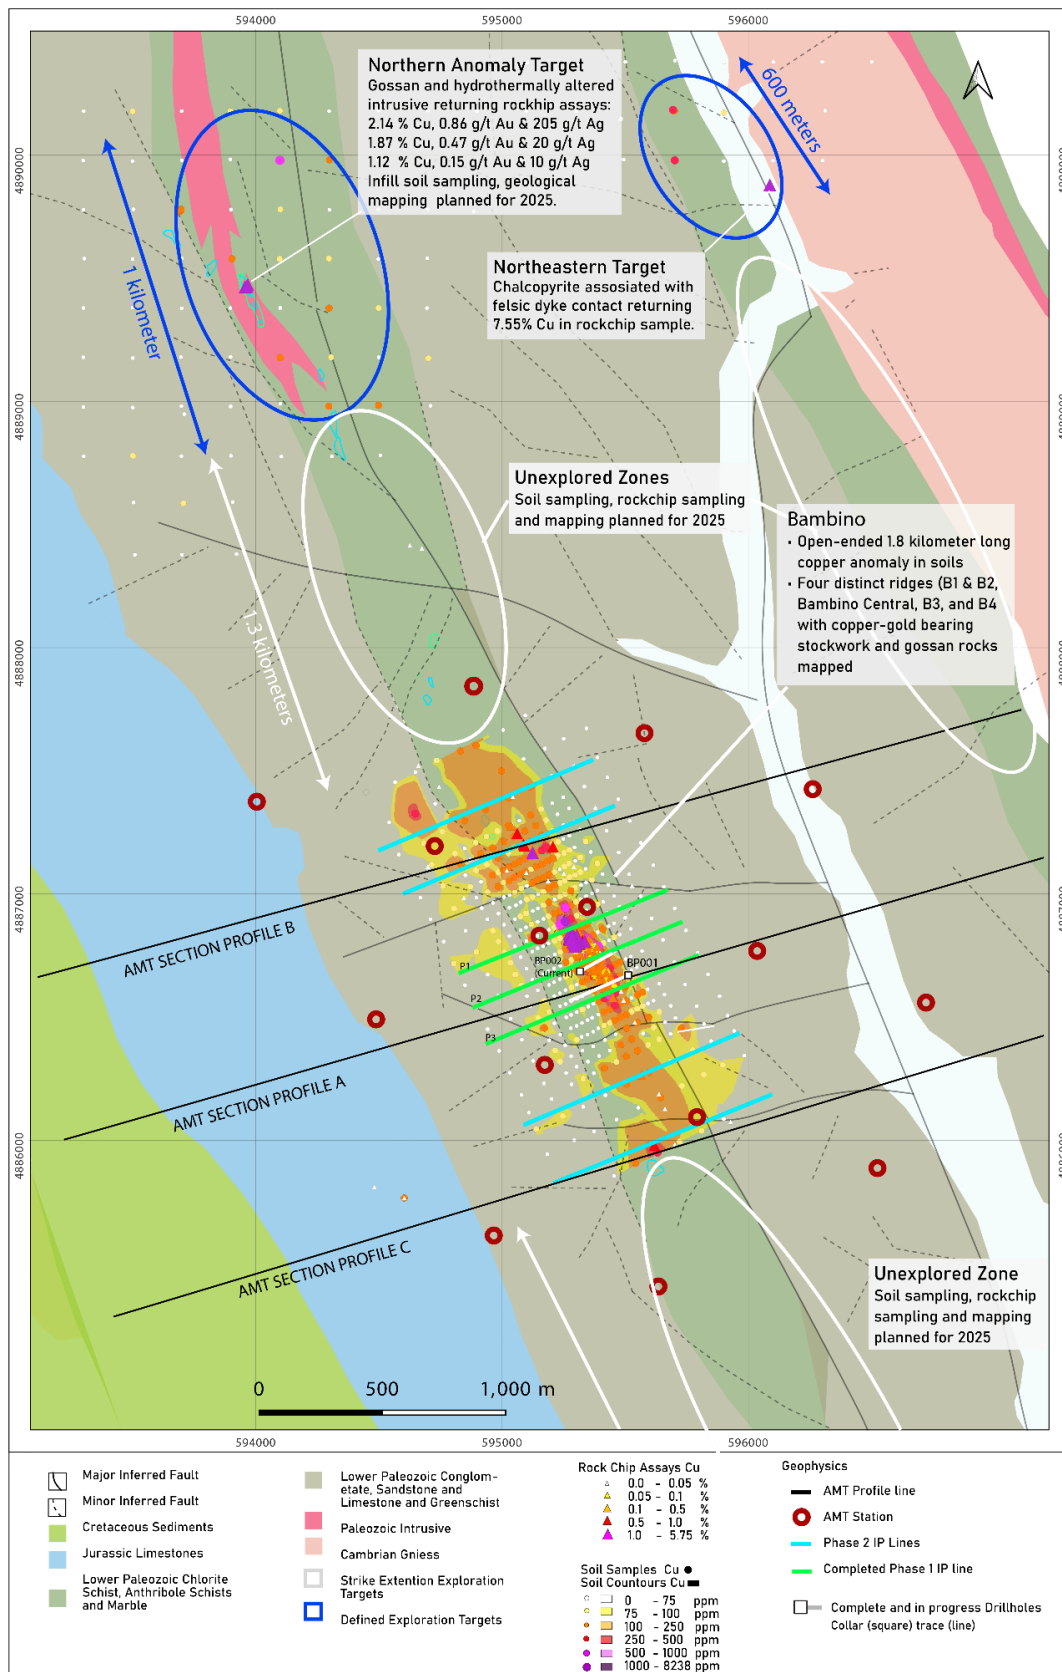 594000
595000
596000
4890000
4889000
4888000
4887000
4886000
4890000
4889000
4888000
4887000
4886000
Northern Anomaly Target
Gossan and hydrothermally altered
intrusive returning rockhip assays:
2.14 % Cu, 0.86 g/t Au & 205 g/t Ag
1.87 % Cu, 0.47 g/t Au & 20 g/t Ag
1.12 % Cu, 0.15 g/t Au & 10 g/t Ag
Infill soil sampling, geological
mapping planned for 2025.
600 meters
Northeastern Target
Chalcopyrite assosiated with
felsic dyke contact returning
7.55% Cu in rockchip sample.
1 kilometer
Unexplored Zones
Soil sampling, rockchip sampling
and mapping planned for 2025
Bambino
• Open-ended 1.8 kilometer long
copper anomaly in soils
• Four distinct ridges (B1 & B2,
Bambino Central, B3, and B4
with copper-gold bearing
stockwork and gossan rocks
mapped
1.3 kilometers
AMT SECTION PROFILE B
P1
BP002
(Current)
BP001
P2
P3
AMT SECTION PROFILE A
AMT SECTION PROFILE C
Unexplored Zone
Soil sampling, rockchip
sampling and mapping
planned for 2025
0 500 1,000 m
594000
595000
596000
Major Inferred Fault
Minor Inferred Fault
Cretaceous Sediments
Jurassic Limestones
Lower Paleozoic Chlorite
Schist, Anthribole Schists
and Marble
Lower Paleozoic Conglom-
etate, Sandstone and
Limestone and Greenschist
Paleozoic Intrusive
Cambrian Gniess
Strike Extention Exploration
Targets
Defined Exploration Targets
Rock Chip Assays Cu
0.0 - 0.05 %
0.05 - 0.1 %
0.1 - 0.5 %
0.5 - 1.0 %
1.0 - 5.75 %
Soil Samples Cu
Soil Countours Cu
0 - 75 ppm
75 - 100 ppm
100 - 250 ppm
250 - 500 ppm
500 - 1000 ppm
1000 - 8238 ppm
Geophysics
AMT Profile line
AMT Station
Phase 2 IP Lines
Completed Phase 1 IP line
Complete and in progress Drillholes
Collar (square) trace (line)